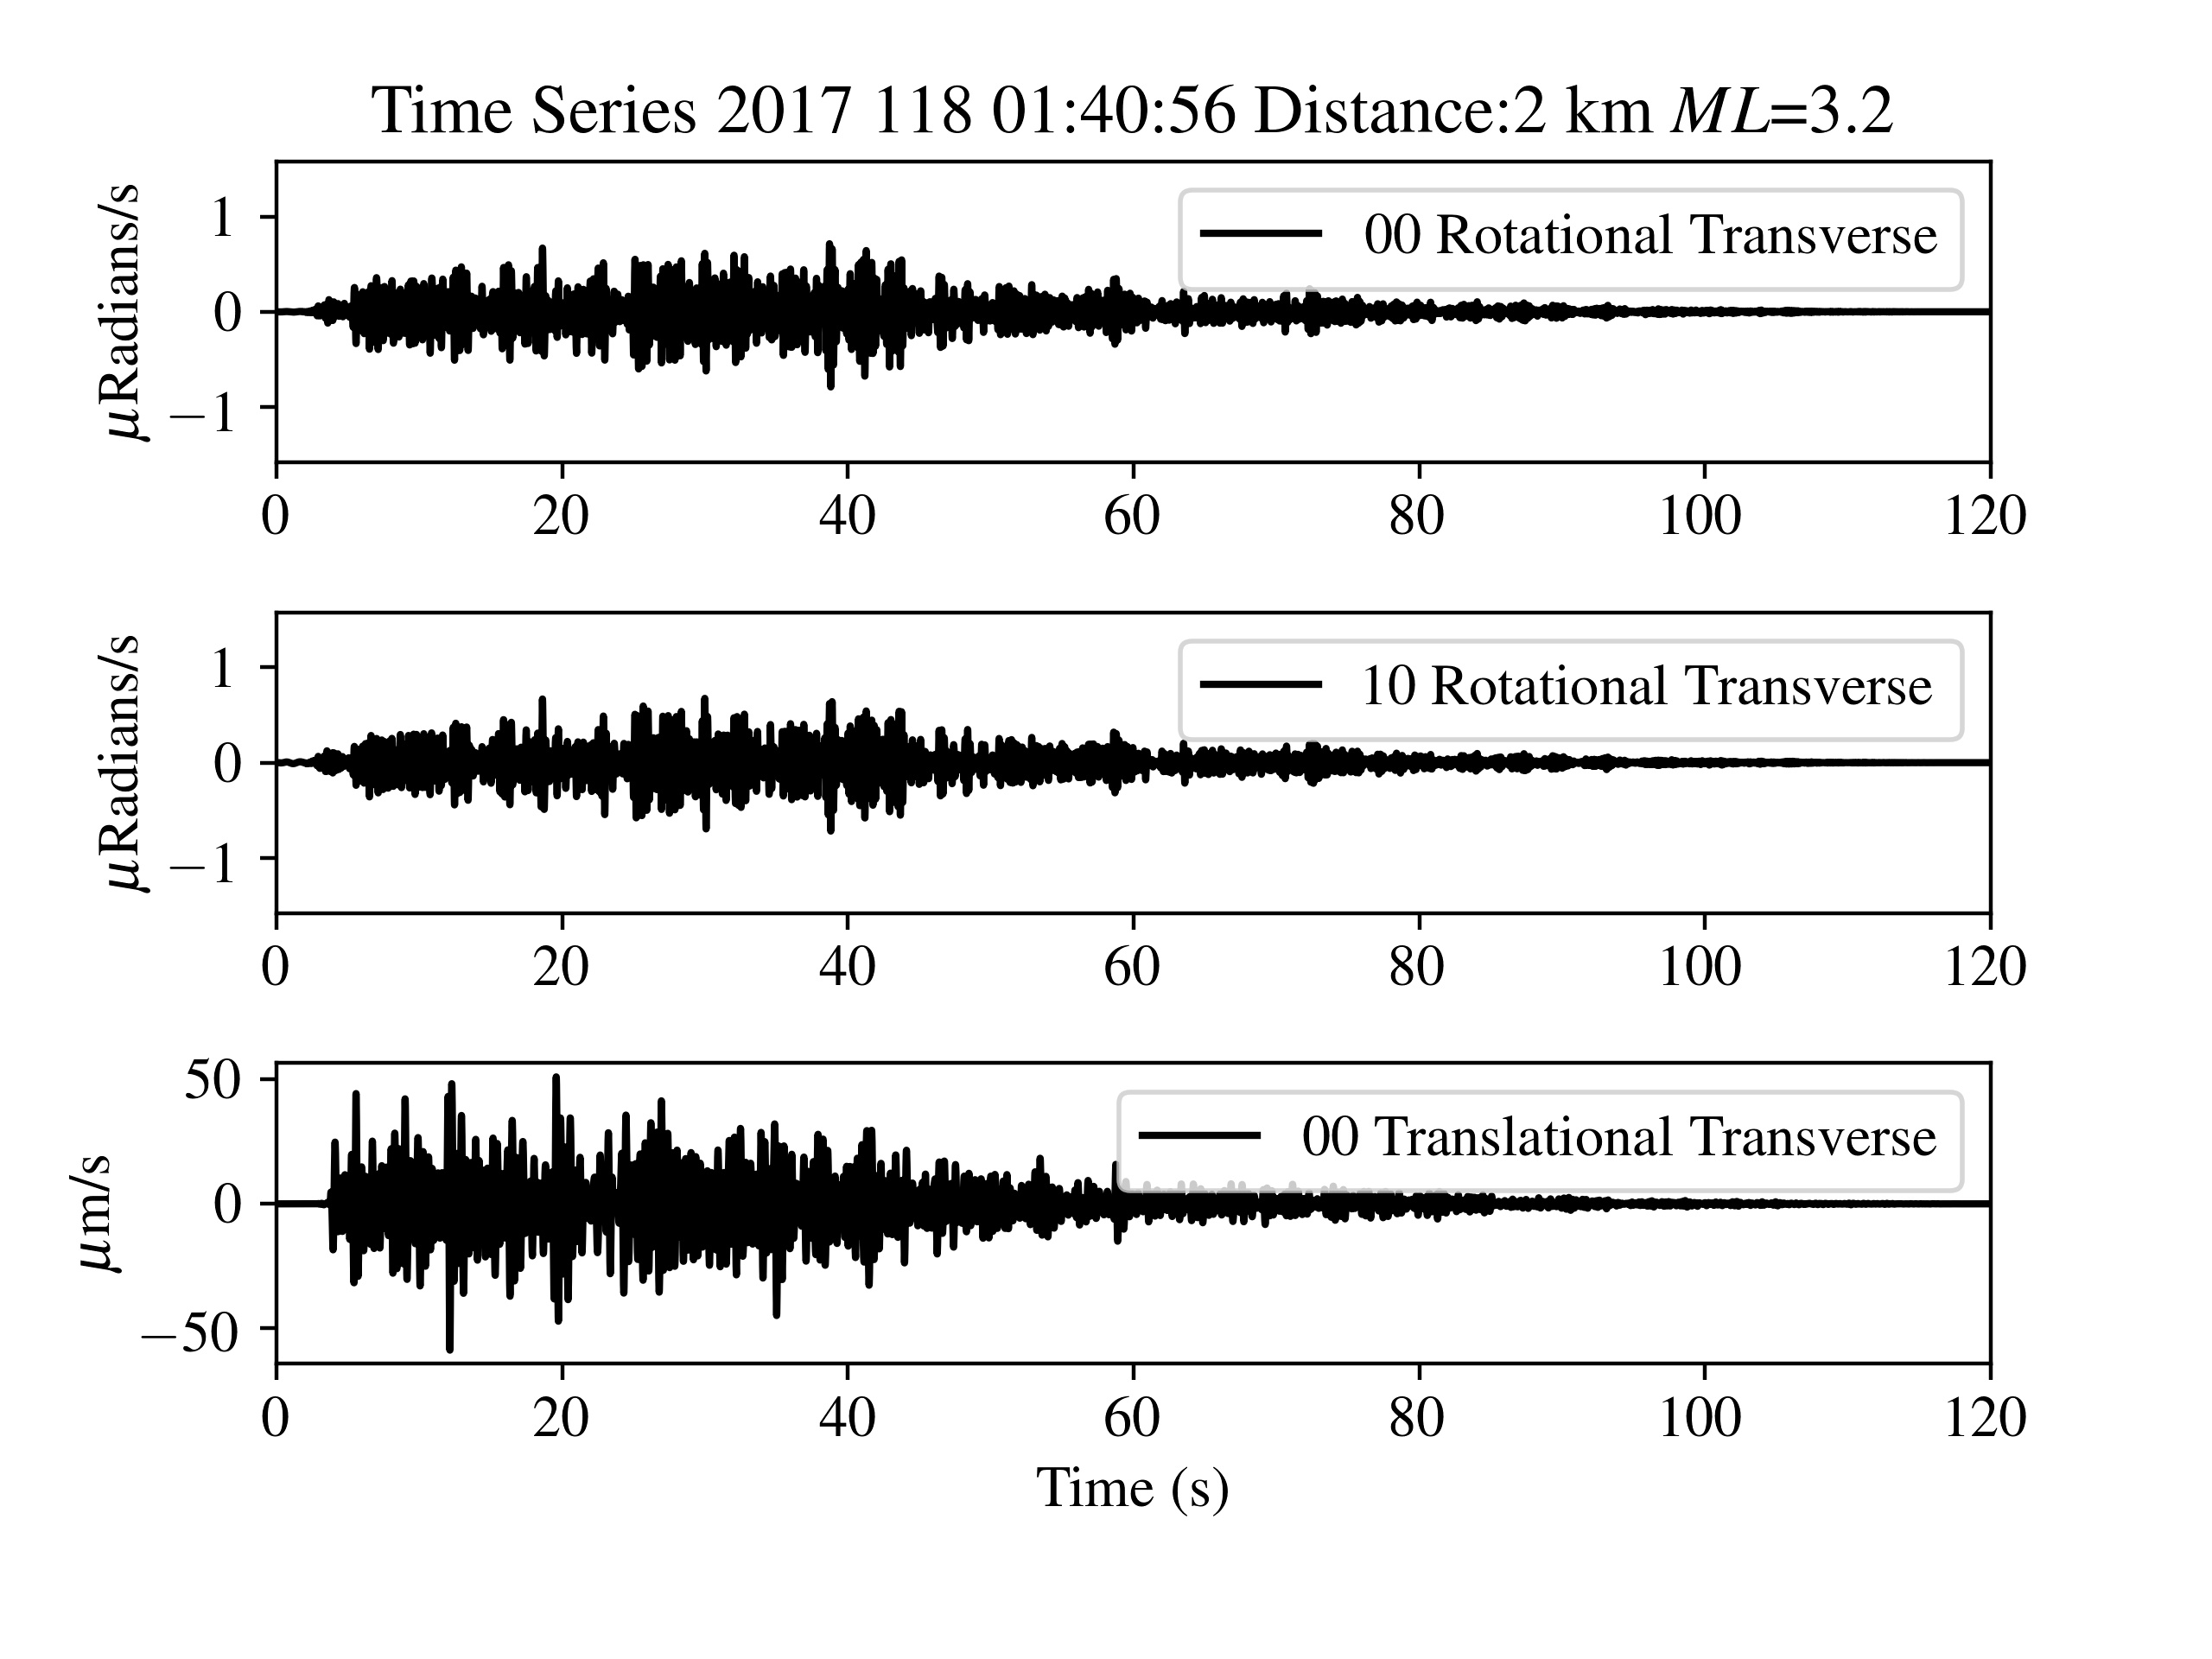 Time Series 2017 118 01:40:56 Distance:2 km ML=3.2
μRadians/s
1
0
−1
00 Rotational Transverse
0 20 40 60 80 100 120
μRadians/s
1
0
−1
10 Rotational Transverse
0 20 40 60 80 100 120
μm/s
50
0
−50
00 Translational Transverse
0 20 40 60 80 100 120
Time (s)